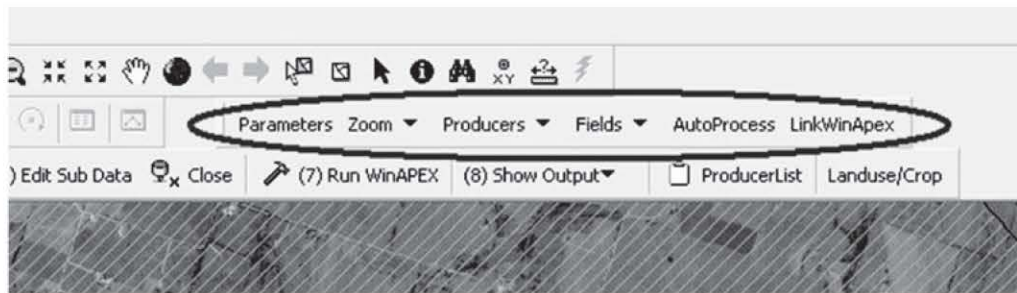 XY +?+
Parameters Zoom Producers Fields AutoProcess LinkWinApex
) Edit Sub Data Close (7) Run WinAPEX (8) Show Output ProducerList Landuse/Crop